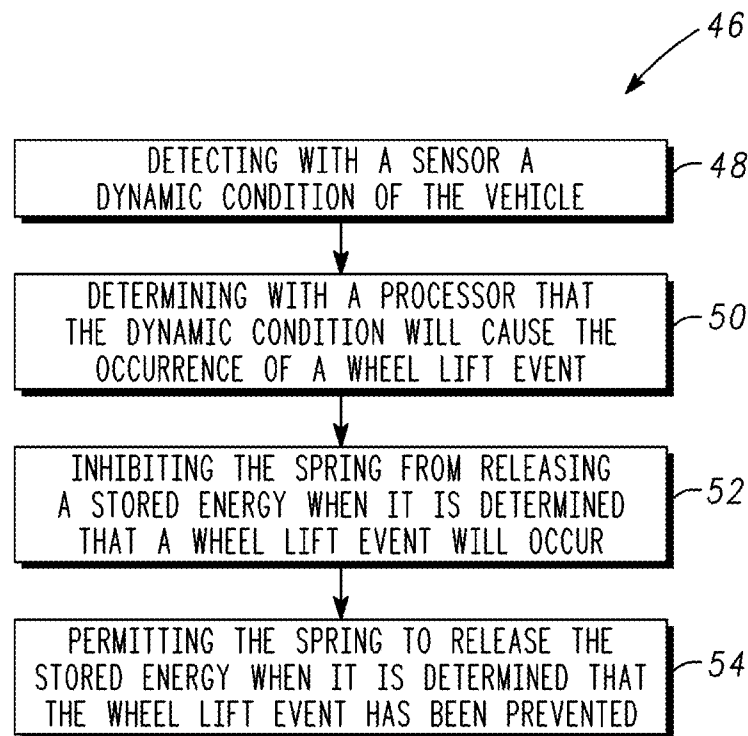 46
DETECTING WITH A SENSOR A
DYNAMIC CONDITION OF THE VEHICLE
48
DETERMINING WITH A PROCESSOR THAT
THE DYNAMIC CONDITION WILL CAUSE THE
OCCURRENCE OF A WHEEL LIFT EVENT
50
INHIBITING THE SPRING FROM RELEASING
A STORED ENERGY WHEN IT IS DETERMINED
THAT A WHEEL LIFT EVENT WILL OCCUR
52
PERMITTING THE SPRING TO RELEASE THE
STORED ENERGY WHEN IT IS DETERMINED THAT
THE WHEEL LIFT EVENT HAS BEEN PREVENTED
54